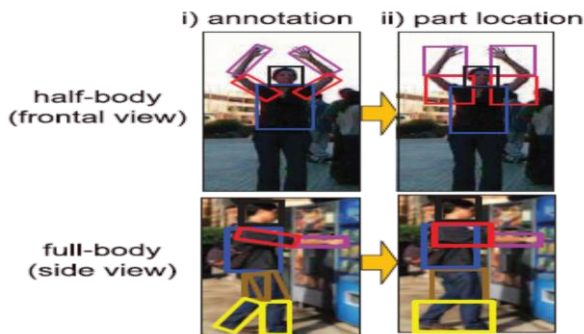 i) annotation
ii) part location
half-body
(frontal view)
full-body
(side view)